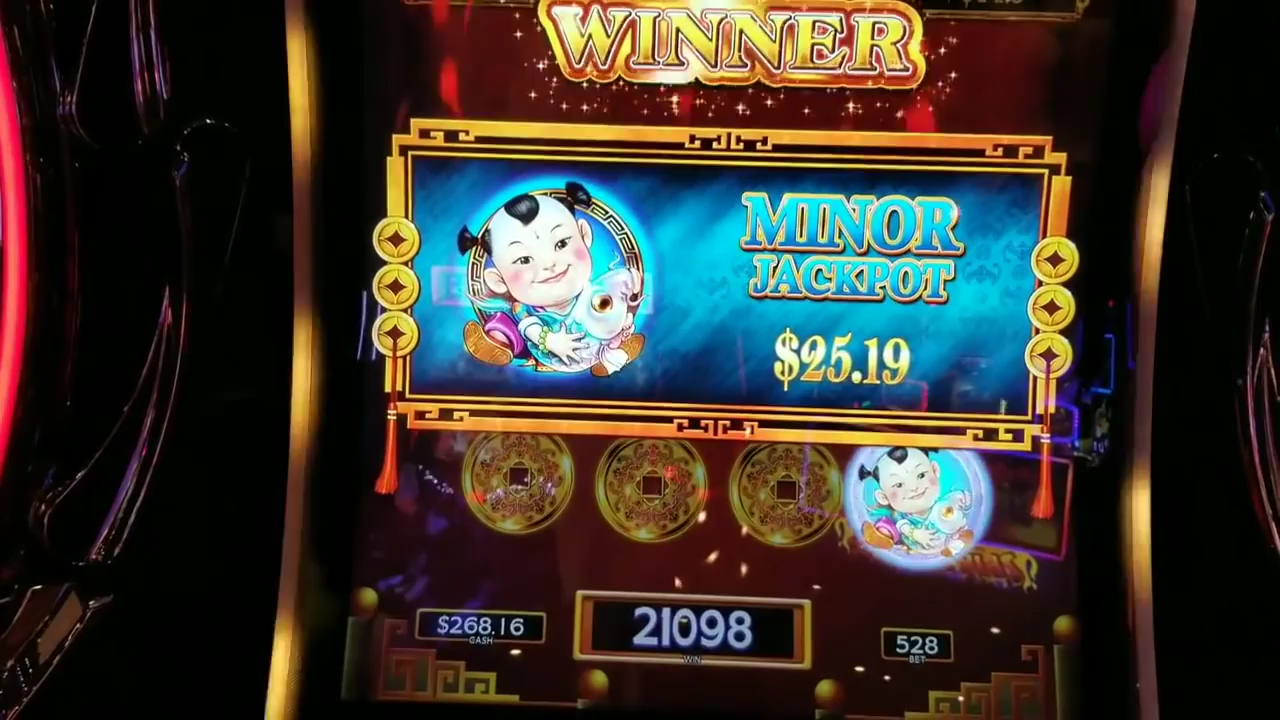 WINNER
MINOR
JACKPOT
$25.19
$268.16
CASH
21098
WIN
528
BET